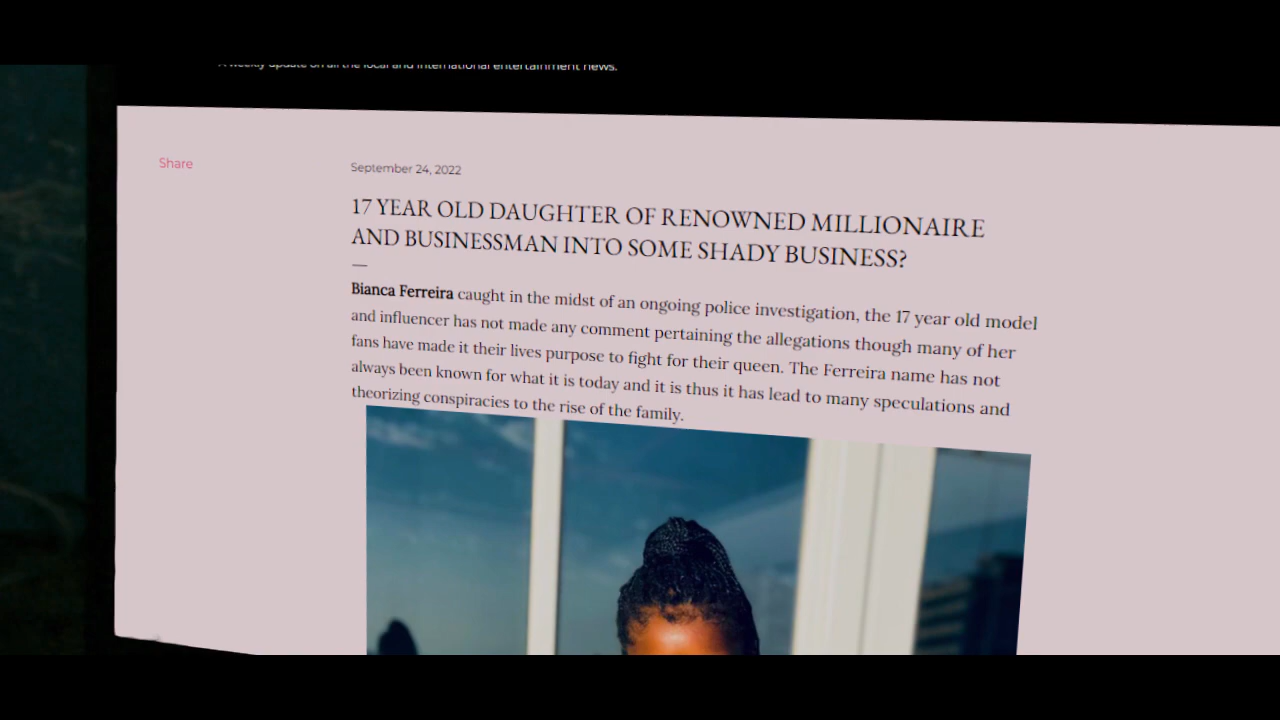 A weekly update on all the local and international entertainment news.
Share
September 24, 2022
17 YEAR OLD DAUGHTER OF RENOWNED MILLIONAIRE
AND BUSINESSMAN INTO SOME SHADY BUSINESS?
Bianca Ferreira caught in the midst of an ongoing police investigation, the 17 year old model
and influencer has not made any comment pertaining the allegations though many of her
fans have made it their lives purpose to fight for their queen. The Ferreira name has not
always been known for what it is today and it is thus it has lead to many speculations and
theorizing conspiracies to the rise of the family.